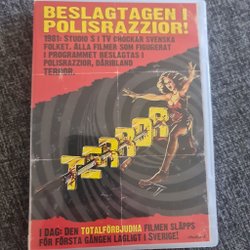 BESLAGTAGEN I
POLISRAZZIOR!
1981: STUDIO S I TV CHOCKAR SVENSKA
FOLKET. ALLA FILMER SOM FIGURERAT
I PROGRAMMET BESLAGTAS I
POLISRAZZIOR, DÄRIBLAND
TERROR.
TERROR
I DAG: DEN TOTALFÖRBJUDNA FILMEN SLÄPPS
FÖR FÖRSTA GÅNGEN LAGLIGT I SVERIGE!